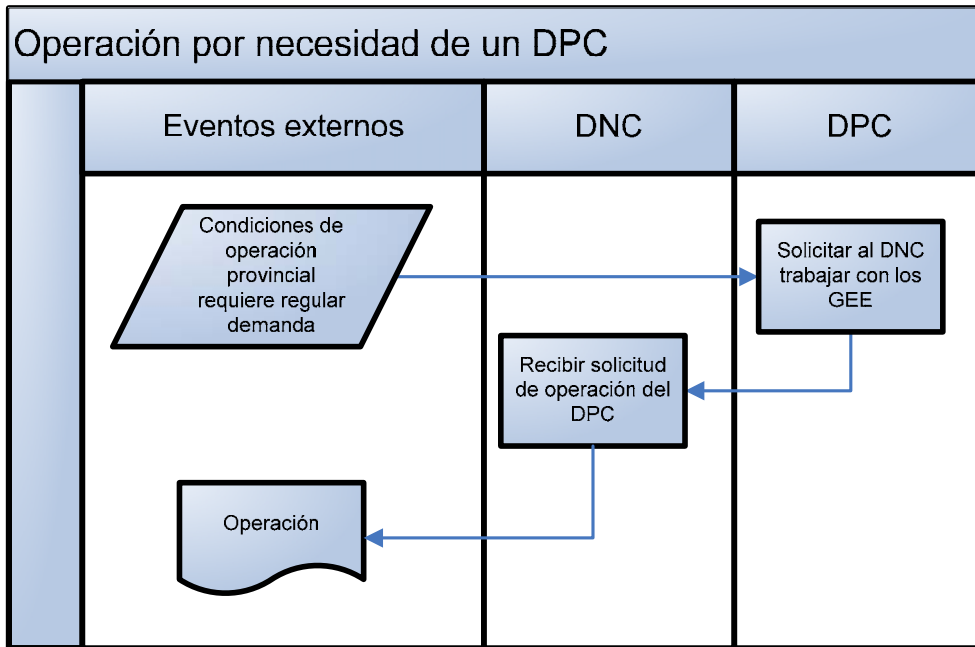 Operación por necesidad de un DPC
Eventos externos
DNC
DPC
Condiciones de
operación
provincial
requiere regular
demanda
Solicitar al DNC
trabajar con los
GEE
Recibir solicitud
de operación del
DPC
Operación